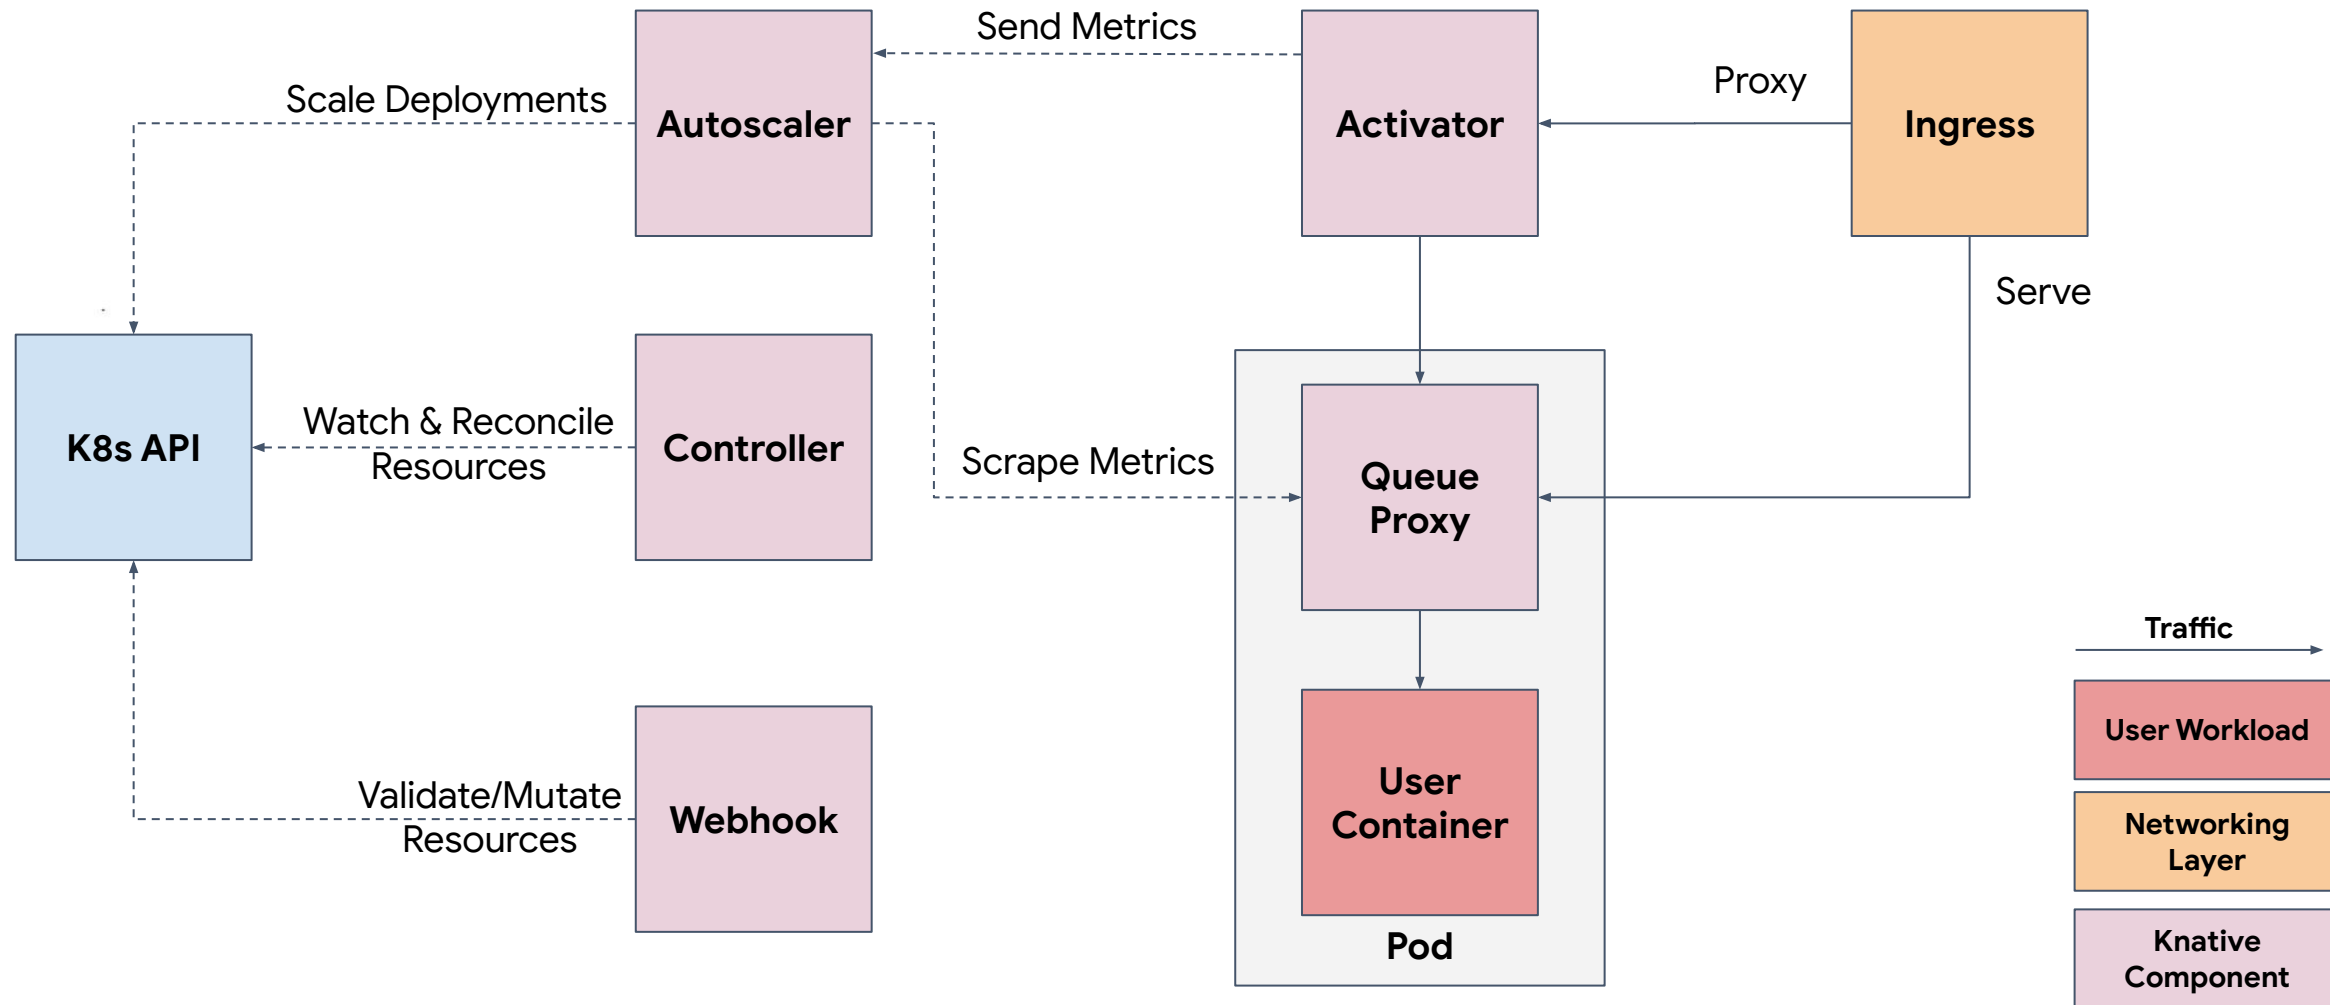 Send Metrics
Proxy
Scale Deployments
Autoscaler
Activator
Ingress
Serve
Watch & Reconcile
Resources
K8s API
Controller
Scrape Metrics
Queue
Proxy
Traffic
User Workload
User
Container
Validate/Mutate
Resources
Webhook
Networking
Layer
Pod
Knative
Component